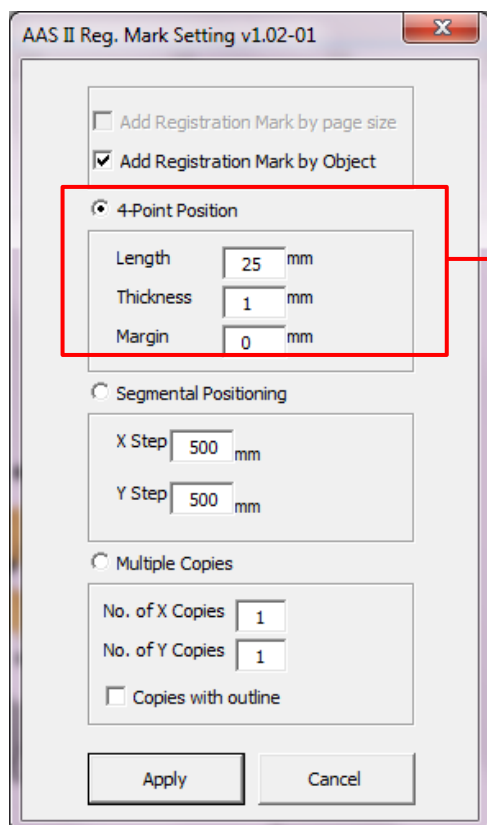 AAS II Reg. Mark Setting v1.02-01
Add Registration Mark by page size
Add Registration Mark by Object
4-Point Position
Length 25 mm
Thickness 1 mm
Margin 0 mm
Segmental Positioning
X Step 500 mm
Y Step 500 mm
Multiple Copies
No. of X Copies 1
No. of Y Copies 1
Copies with outline
Apply Cancel